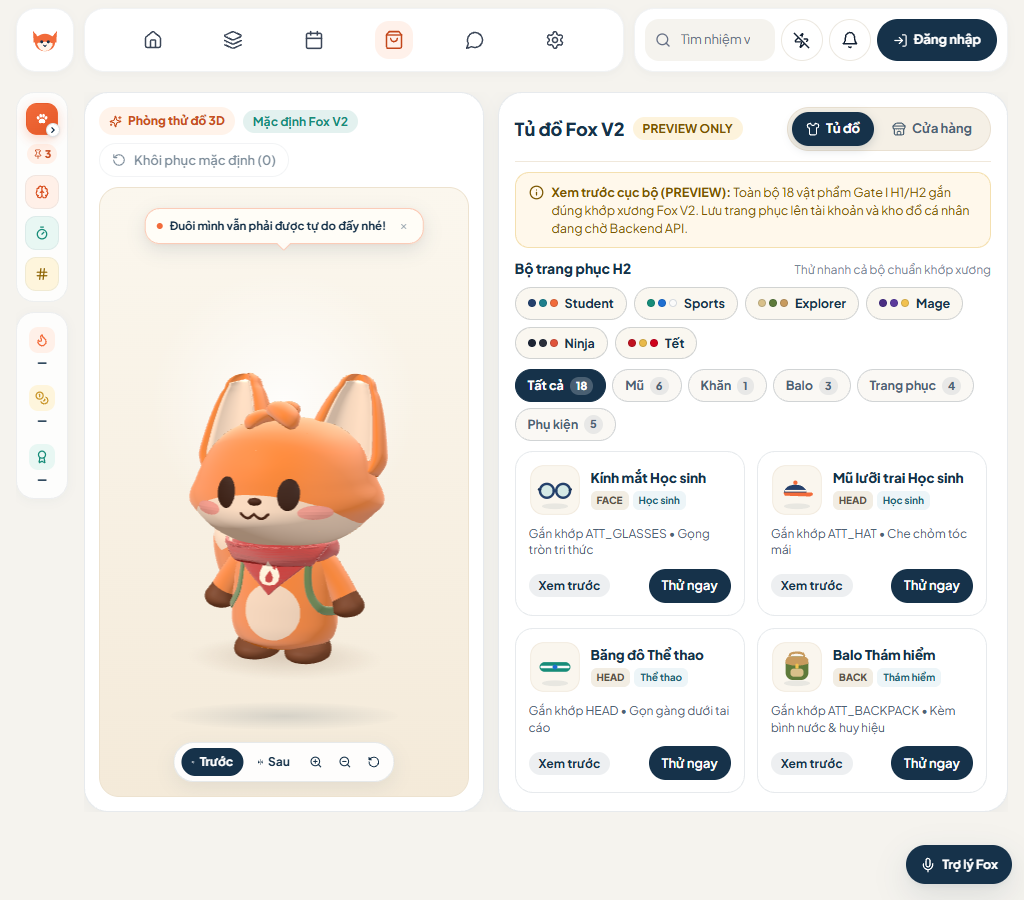 Tìm nhiệm v
Đăng nhập
3
Phòng thử đồ 3D
Mặc định Fox V2
Khôi phục mặc định (0)
Đuôi mình vẫn phải được tự do đấy nhé! ×
Trước
Sau
Tủ đồ Fox V2
PREVIEW ONLY
Tủ đồ
Cửa hàng
Xem trước cục bộ (PREVIEW): Toàn bộ 18 vật phẩm Gate I H1/H2 gắn
đúng khớp xương Fox V2. Lưu trang phục lên tài khoản và kho đồ cá nhân
đang chờ Backend API.
Bộ trang phục H2
Thử nhanh cả bộ chuẩn khớp xương
Student
Sports
Explorer
Mage
Ninja
Tết
Tất cả 18
Mũ 6
Khăn 1
Balo 3
Trang phục 4
Phụ kiện 5
Kính mắt Học sinh
FACE Học sinh
Gắn khớp ATT_GLASSES • Gọng
tròn tri thức
Xem trước
Thử ngay
Mũ lưỡi trai Học sinh
HEAD Học sinh
Gắn khớp ATT_HAT • Che chỏm tóc
mái
Xem trước
Thử ngay
Băng đô Thể thao
HEAD Thể thao
Gắn khớp HEAD • Gọn gàng dưới tai
cáo
Xem trước
Thử ngay
Balo Thám hiểm
BACK Thám hiểm
Gắn khớp ATT_BACKPACK • Kèm
bình nước & huy hiệu
Xem trước
Thử ngay
Trợ lý Fox